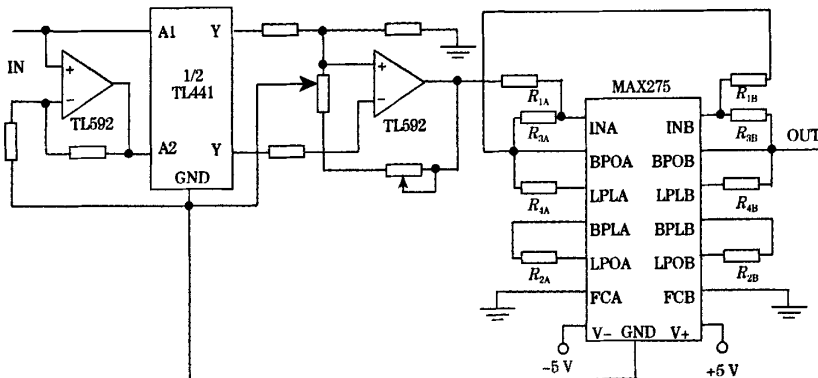 IN
A1
Y
1/2
TL441
A2
Y
GND
+
−
TL592
+
−
TL592
MAX275
R1A
R3A
R4A
R2A
INA
BPOA
LPLA
BPLA
LPOA
FCA
V−
GND
V+
INB
BPOB
LPLB
BPLB
LPOB
FCB
R1B
R3B
R4B
R2B
OUT
-5 V
+5 V